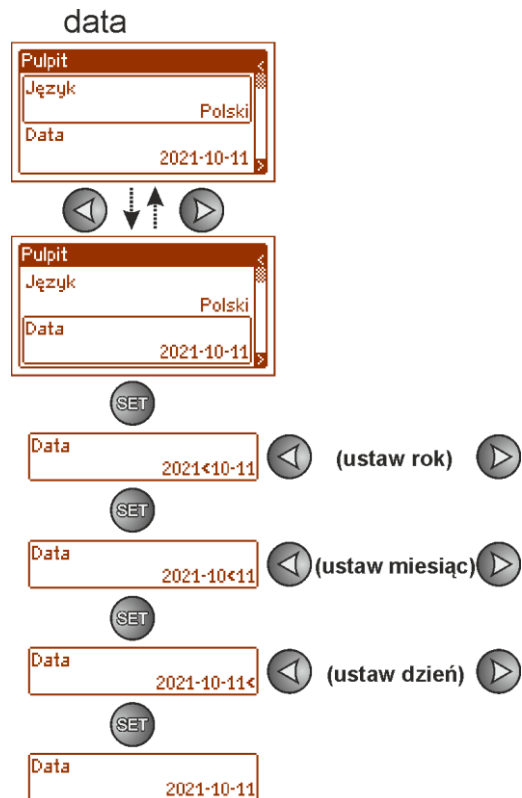 data
Pulpit <
Język
Polski
Data
2021-10-11 >
Pulpit <
Język
Polski
Data
2021-10-11 >
SET
Data
2021<10-11
(ustaw rok)
SET
Data
2021-10<11
(ustaw miesiąc)
SET
Data
2021-10-11<
(ustaw dzień)
SET
Data
2021-10-11